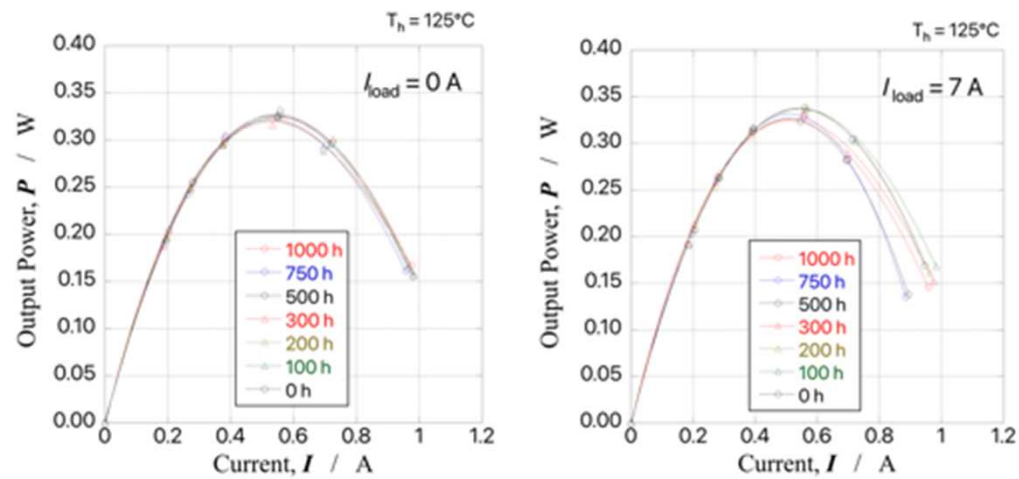 T_h = 125°C
I_load = 0 A
Output Power, P / W
0.40
0.35
0.30
0.25
0.20
0.15
0.10
0.05
0.00
1000 h
750 h
500 h
300 h
200 h
100 h
0 h
0 0.2 0.4 0.6 0.8 1 1.2
Current, I / A
T_h = 125°C
I_load = 7 A
Output Power, P / W
0.40
0.35
0.30
0.25
0.20
0.15
0.10
0.05
0.00
1000 h
750 h
500 h
300 h
200 h
100 h
0 h
0 0.2 0.4 0.6 0.8 1 1.2
Current, I / A